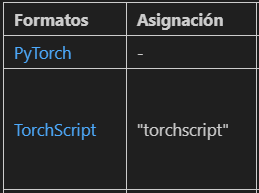 Formatos Asignación
PyTorch -
TorchScript "torchscript"